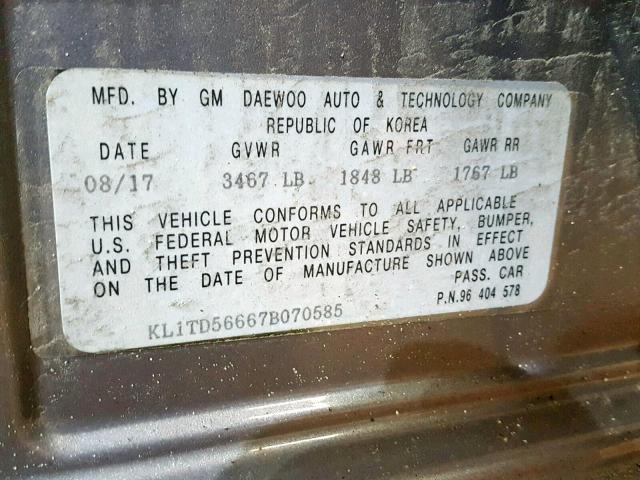 MFD. BY GM DAEWOO AUTO & TECHNOLOGY COMPANY
REPUBLIC OF KOREA
DATE GVWR GAWR FRT GAWR RR
08/17 3467 LB 1848 LB 1767 LB
THIS VEHICLE CONFORMS TO ALL APPLICABLE
U.S. FEDERAL MOTOR VEHICLE SAFETY, BUMPER,
AND THEFT PREVENTION STANDARDS IN EFFECT
ON THE DATE OF MANUFACTURE SHOWN ABOVE
PASS. CAR
P.N.96 404 578
KL1TD56667B070585